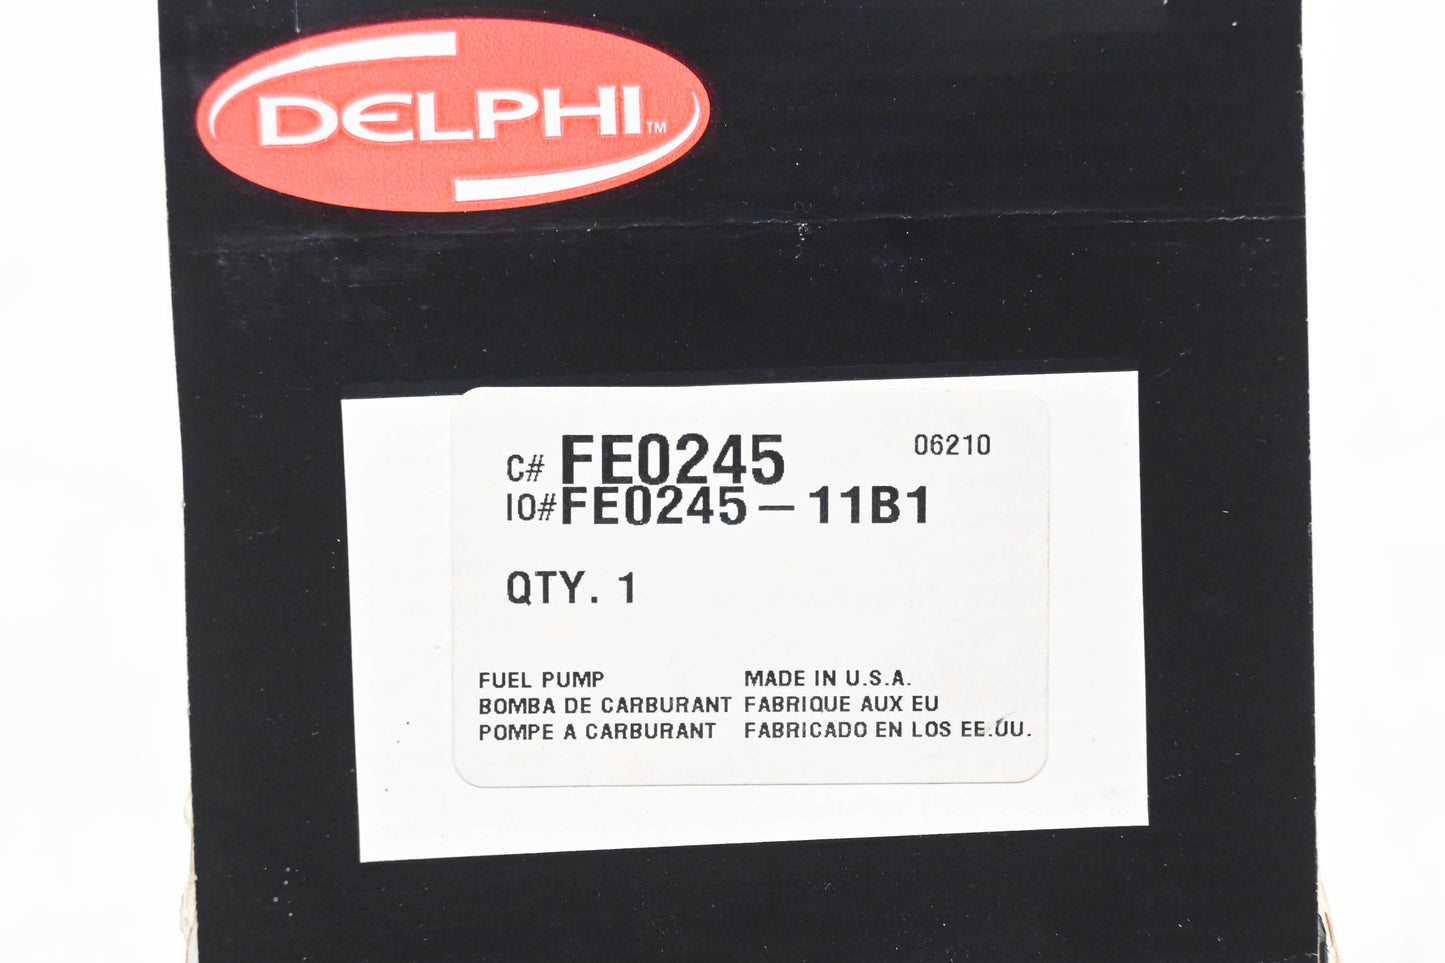 DELPHI™
C# FE0245 06210
IO#FE0245-11B1
QTY. 1
FUEL PUMP MADE IN U.S.A.
BOMBA DE CARBURANT FABRIQUE AUX EU
POMPE A CARBURANT FABRICADO EN LOS EE.UU.